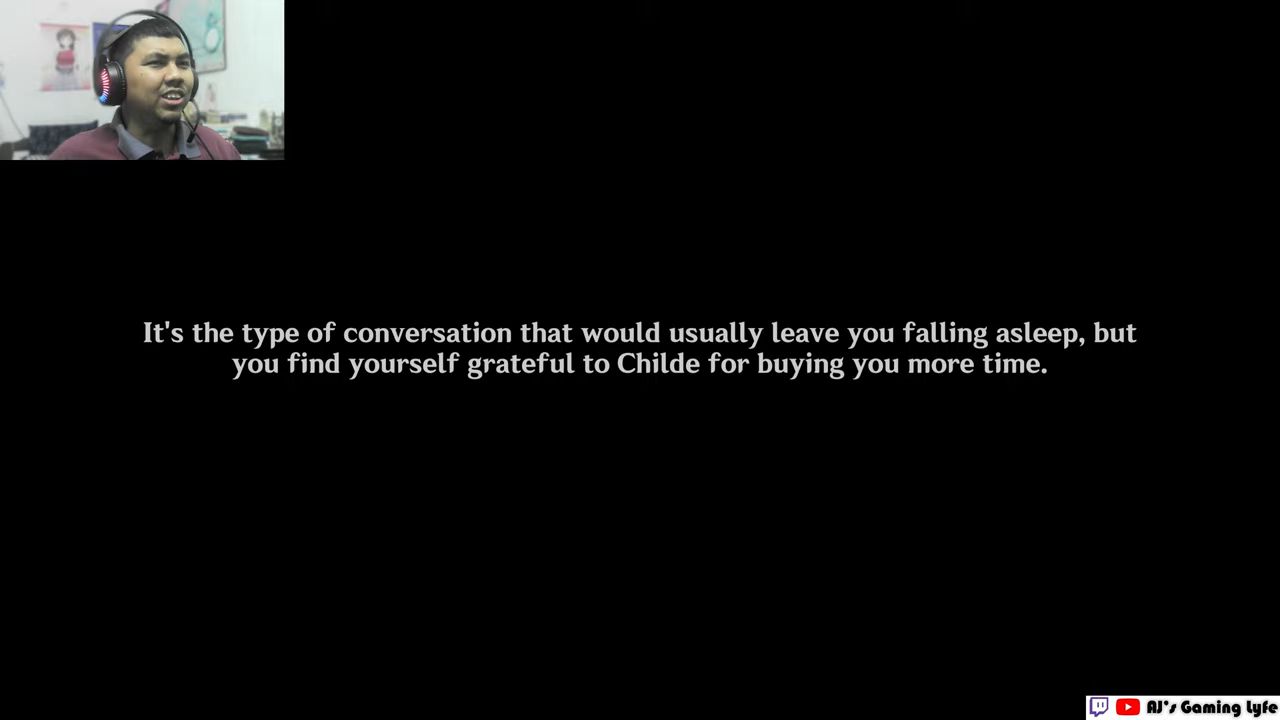 It's the type of conversation that would usually leave you falling asleep, but
you find yourself grateful to Childe for buying you more time.
AJ's Gaming Lyfe